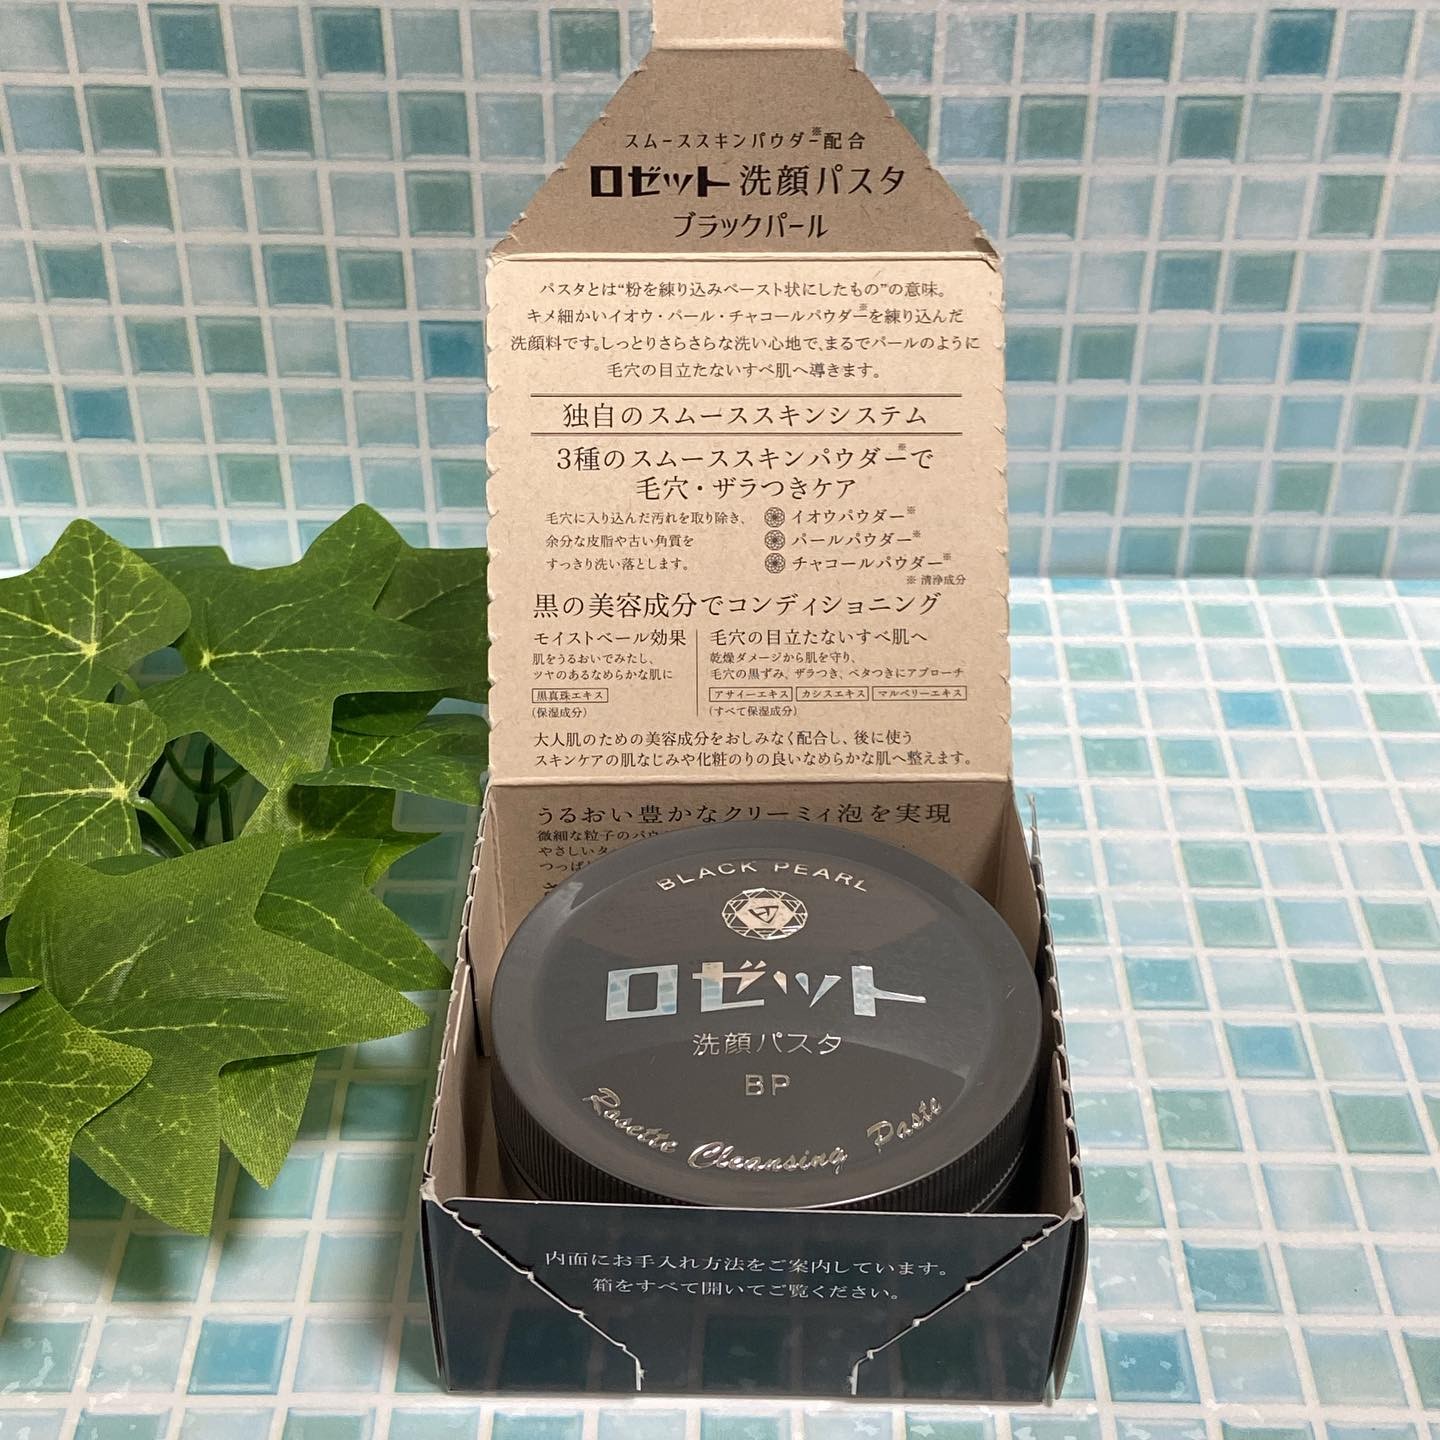 スムーススキンパウダー※配合
ロゼット洗顔パスタ
ブラックパール
パスタとは“粉を練り込みペースト状にしたもの”の意味。
キメ細かいイオウ・パール・チャコールパウダー※を練り込んだ
洗顔料です。しっとりさらさらな洗い心地で、まるでパールのように
毛穴の目立たないすべ肌へ導きます。
独自のスムーススキンシステム
3種のスムーススキンパウダー※で
毛穴・ザラつきケア
毛穴に入り込んだ汚れを取り除き、
余分な皮脂や古い角質を
すっきり洗い落とします。
イオウパウダー※
パールパウダー※
チャコールパウダー※
※ 清浄成分
黒の美容成分でコンディショニング
モイストベール効果
肌をうるおいでみたし、
ツヤのあるなめらかな肌に
黒真珠エキス
(保湿成分)
毛穴の目立たないすべ肌へ
乾燥ダメージから肌を守り、
毛穴の黒ずみ、ザラつき、ベタつきにアプローチ
アサイーエキス カシスエキス マルベリーエキス
(すべて保湿成分)
大人肌のための美容成分をおしみなく配合し、後に使う
スキンケアの肌なじみや化粧のりの良いなめらかな肌へ整えます。
うるおい豊かなクリーミィ泡を実現
微細な粒子のパウ
やさしいタ
つっぱ
BLACK PEARL
ロゼット
洗顔パスタ
BP
Rosette Cleansing Paste
内面にお手入れ方法をご案内しています。
箱をすべて開いてご覧ください。